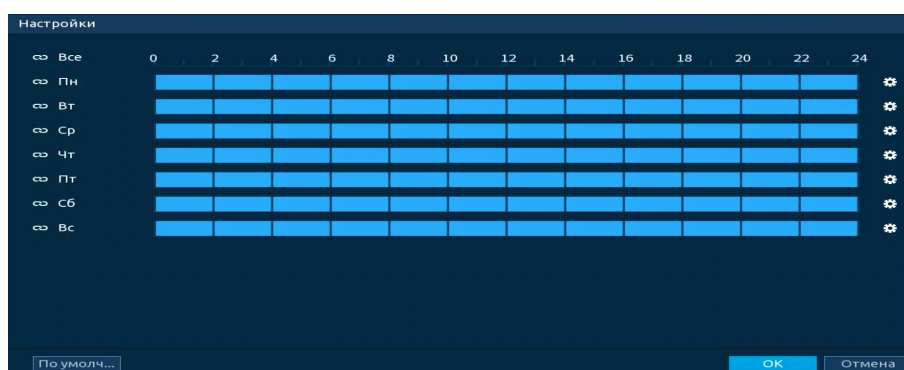 Настройки
Все 0 2 4 6 8 10 12 14 16 18 20 22 24
Пн
Вт
Ср
Чт
Пт
Сб
Вс
По умолч... ОК Отмена